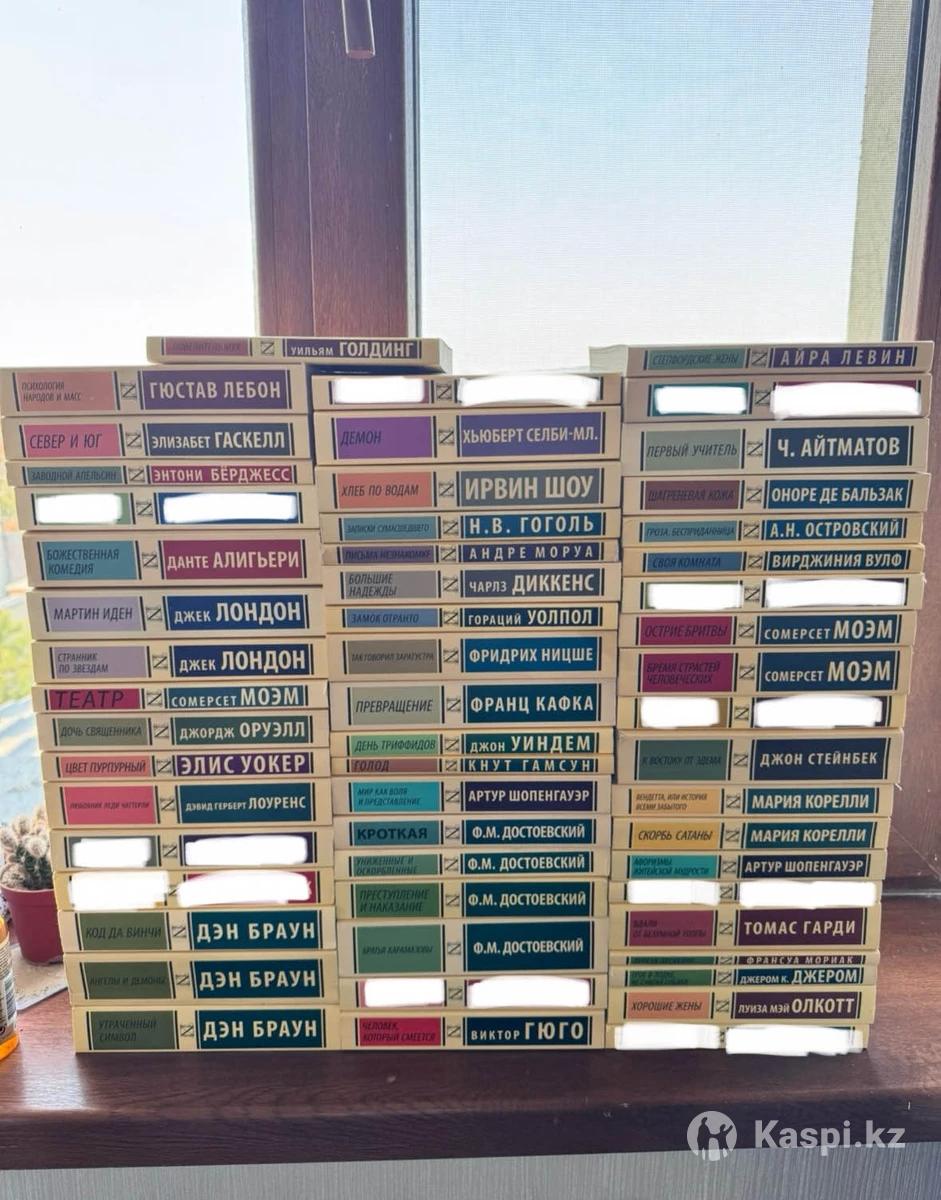 ПОВЕЛИТЕЛЬ МУХ УИЛЬЯМ ГОЛДИНГ
ПСИХОЛОГИЯ
НАРОДОВ И МАСС
ГЮСТАВ ЛЕБОН
СЕВЕР И ЮГ ЭЛИЗАБЕТ ГАСКЕЛЛ
ЗАВОДНОЙ АПЕЛЬСИН ЭНТОНИ БЁРДЖЕСС
БОЖЕСТВЕННАЯ
КОМЕДИЯ
ДАНТЕ АЛИГЬЕРИ
МАРТИН ИДЕН ДЖЕК ЛОНДОН
СТРАННИК
ПО ЗВЕЗДАМ
ДЖЕК ЛОНДОН
ТЕАТР СОМЕРСЕТ МОЭМ
ДОЧЬ СВЯЩЕННИКА ДЖОРДЖ ОРУЭЛЛ
ЦВЕТ ПУРПУРНЫЙ ЭЛИС УОКЕР
ЛЮБОВНИК ЛЕДИ ЧАТТЕРЛИ ДЭВИД ГЕРБЕРТ ЛОУРЕНС
КОД ДА ВИНЧИ ДЭН БРАУН
АНГЕЛЫ И ДЕМОНЫ ДЭН БРАУН
УТРАЧЕННЫЙ
СИМВОЛ
ДЭН БРАУН
ДЕМОН ХЬЮБЕРТ СЕЛБИ-МЛ.
ХЛЕБ ПО ВОДАМ ИРВИН ШОУ
ЗАПИСКИ СУМАСШЕДШЕГО Н.В. ГОГОЛЬ
ПИСЬМА НЕЗНАКОМКЕ АНДРЕ МОРУА
БОЛЬШИЕ
НАДЕЖДЫ
ЧАРЛЗ ДИККЕНС
ЗАМОК ОТРАНТО ГОРАЦИЙ УОЛПОЛ
ТАК ГОВОРИЛ ЗАРАТУСТРА ФРИДРИХ НИЦШЕ
ПРЕВРАЩЕНИЕ ФРАНЦ КАФКА
ДЕНЬ ТРИФФИДОВ ДЖОН УИНДЕМ
ГОЛОД КНУТ ГАМСУН
МИР КАК ВОЛЯ
И ПРЕДСТАВЛЕНИЕ
АРТУР ШОПЕНГАУЭР
КРОТКАЯ Ф.М. ДОСТОЕВСКИЙ
УНИЖЕННЫЕ И
ОСКОРБЛЕННЫЕ
Ф.М. ДОСТОЕВСКИЙ
ПРЕСТУПЛЕНИЕ
И НАКАЗАНИЕ
Ф.М. ДОСТОЕВСКИЙ
БРАТЬЯ КАРАМАЗОВЫ Ф.М. ДОСТОЕВСКИЙ
ЧЕЛОВЕК,
КОТОРЫЙ СМЕЕТСЯ
ВИКТОР ГЮГО
СТЕПФОРДСКИЕ ЖЕНЫ АЙРА ЛЕВИН
ПЕРВЫЙ УЧИТЕЛЬ Ч. АЙТМАТОВ
ШАГРЕНЕВАЯ КОЖА ОНОРЕ ДЕ БАЛЬЗАК
ГРОЗА. БЕСПРИДАННИЦА А.Н. ОСТРОВСКИЙ
СВОЯ КОМНАТА ВИРДЖИНИЯ ВУЛФ
ОСТРИЕ БРИТВЫ СОМЕРСЕТ МОЭМ
БРЕМЯ СТРАСТЕЙ
ЧЕЛОВЕЧЕСКИХ
СОМЕРСЕТ МОЭМ
К ВОСТОКУ ОТ ЭДЕМА ДЖОН СТЕЙНБЕК
ВЕНДЕТТА, ИЛИ ИСТОРИЯ
ВСЕМИ ЗАБЫТОГО
МАРИЯ КОРЕЛЛИ
СКОРБЬ САТАНЫ МАРИЯ КОРЕЛЛИ
АФОРИЗМЫ
ЖИТЕЙСКОЙ МУДРОСТИ
АРТУР ШОПЕНГАУЭР
ВДАЛИ
ОТ БЕЗУМНОЙ ТОЛПЫ
ТОМАС ГАРДИ
ФРАНСУА МОРИАК
ТРОЕ В ЛОДКЕ,
НЕ СЧИТАЯ СОБАКИ
ДЖЕРОМ К. ДЖЕРОМ
ХОРОШИЕ ЖЕНЫ ЛУИЗА МЭЙ ОЛКОТТ
Kaspi.kz